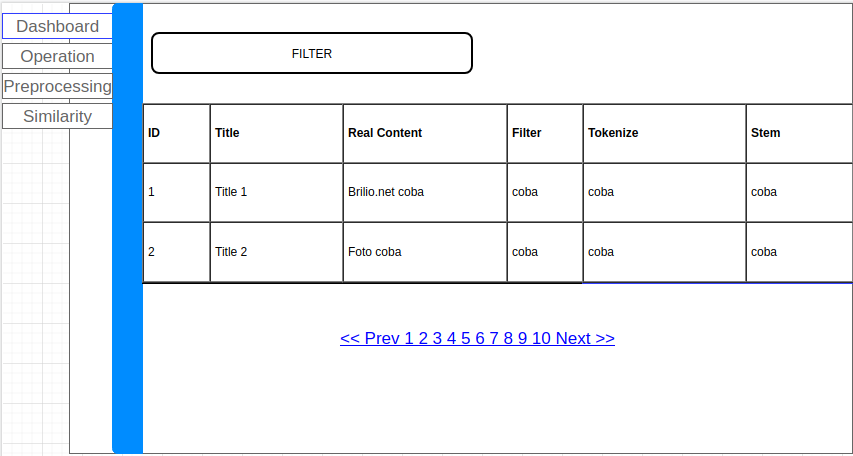 Dashboard
Operation
Preprocessing
Similarity
FILTER
ID Title Real Content Filter Tokenize Stem
1 Title 1 Brilio.net coba coba coba coba
2 Title 2 Foto coba coba coba coba
<< Prev 1 2 3 4 5 6 7 8 9 10 Next >>